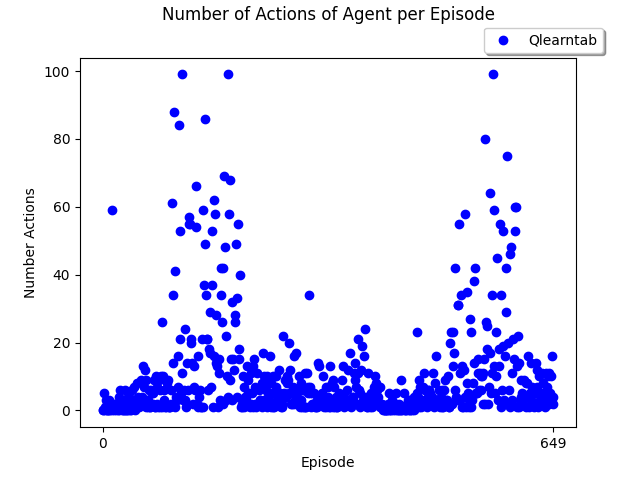 Number of Actions of Agent per Episode
Qlearntab
100
80
60
40
20
0
Number Actions
0
649
Episode